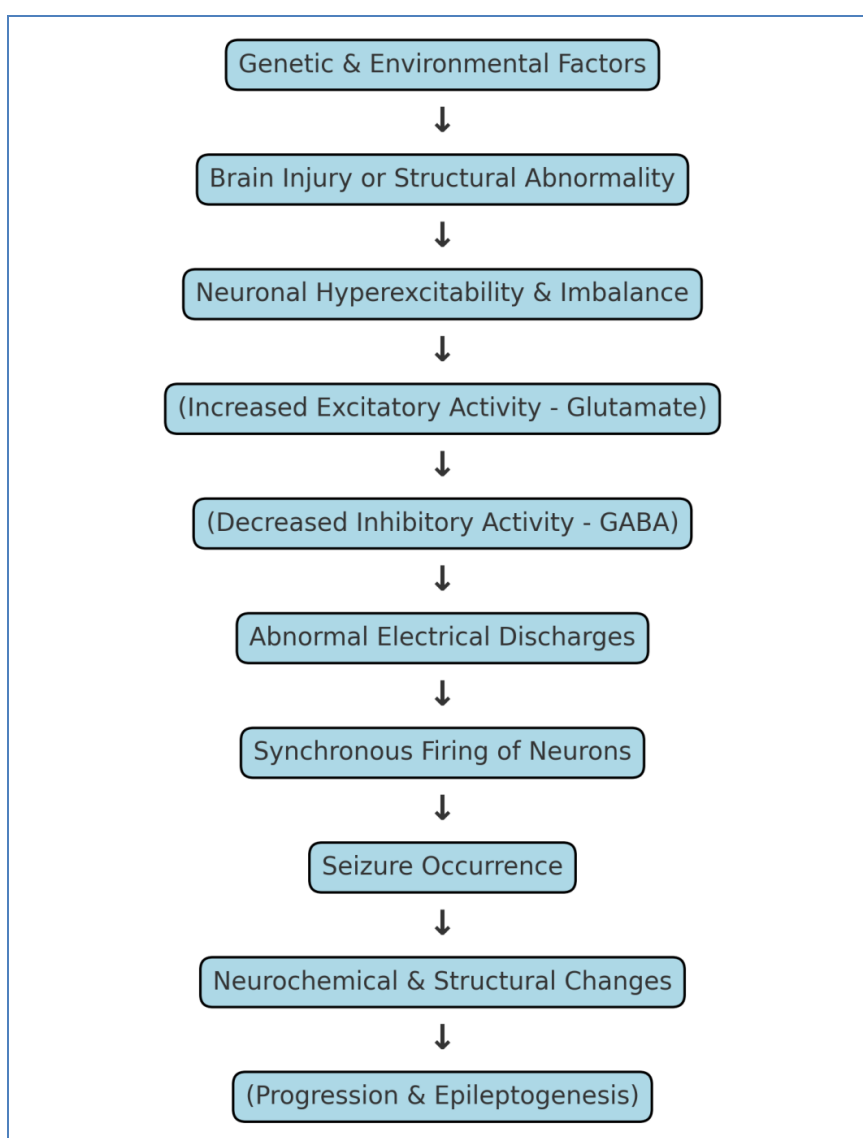 Genetic & Environmental Factors
↓
Brain Injury or Structural Abnormality
↓
Neuronal Hyperexcitability & Imbalance
↓
(Increased Excitatory Activity - Glutamate)
↓
(Decreased Inhibitory Activity - GABA)
↓
Abnormal Electrical Discharges
↓
Synchronous Firing of Neurons
↓
Seizure Occurrence
↓
Neurochemical & Structural Changes
↓
(Progression & Epileptogenesis)